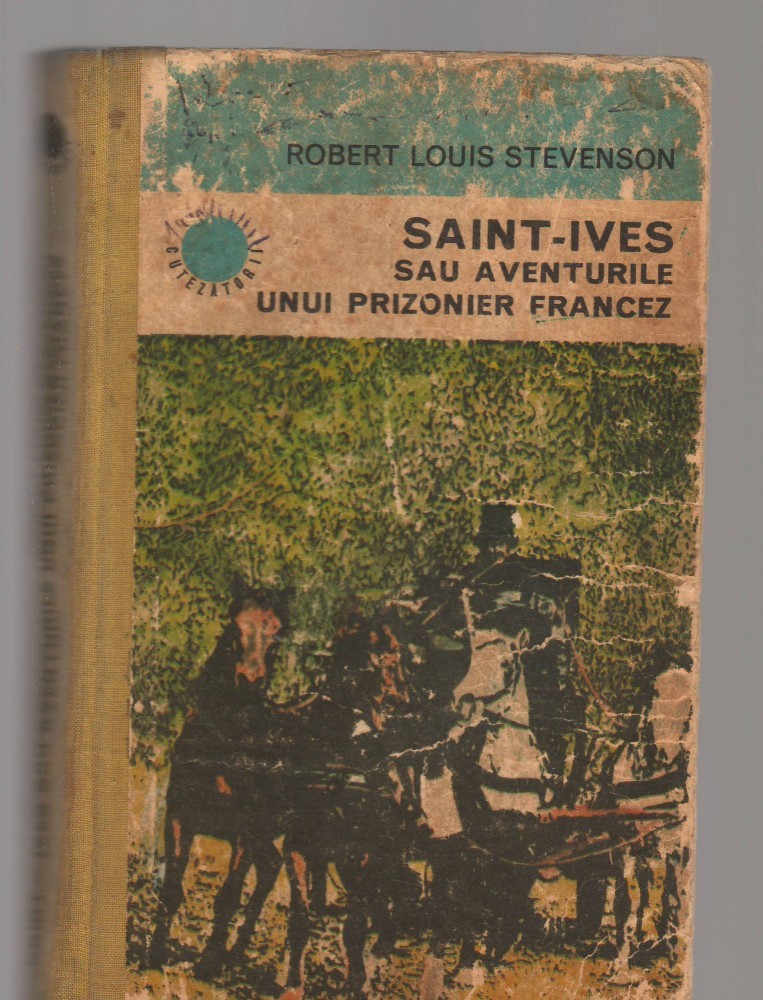 ROBERT LOUIS STEVENSON
SAINT-IVES
SAU AVENTURILE
UNUI PRIZONIER FRANCEZ
CUTEZĂTORII